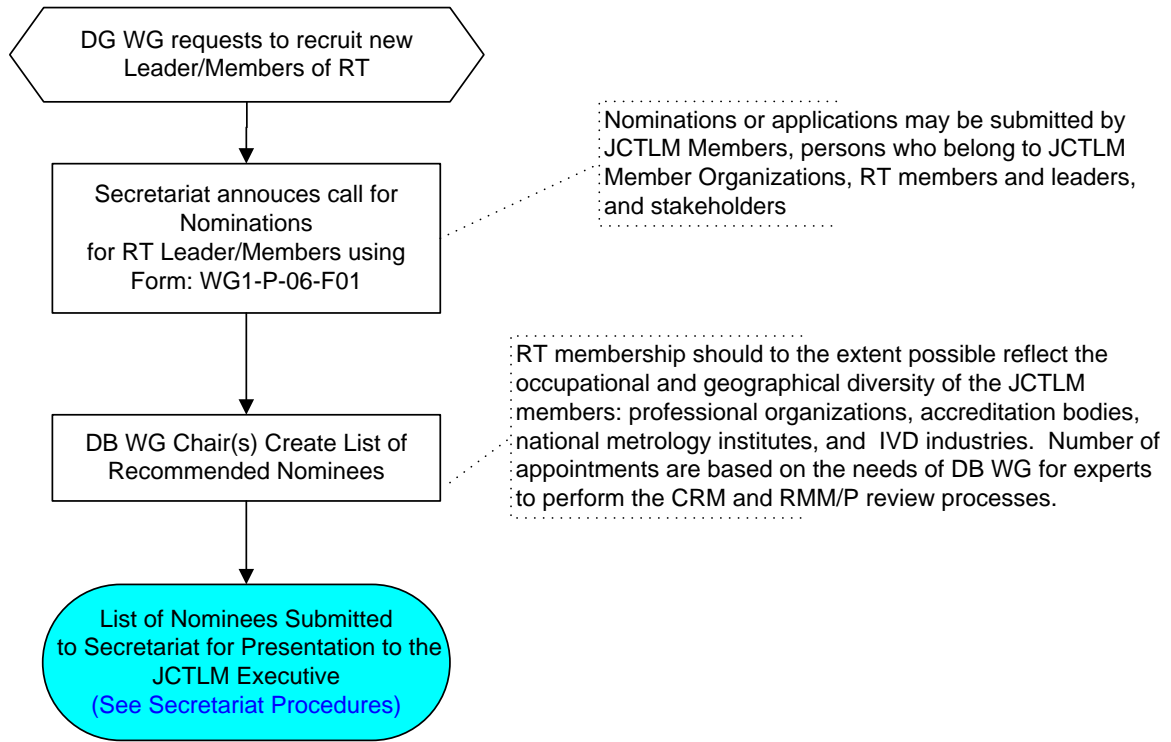 DG WG requests to recruit new
Leader/Members of RT
Nominations or applications may be submitted by
JCTLM Members, persons who belong to JCTLM
Member Organizations, RT members and leaders,
and stakeholders
Secretariat annouces call for
Nominations
for RT Leader/Members using
Form: WG1-P-06-F01
RT membership should to the extent possible reflect the
occupational and geographical diversity of the JCTLM
members: professional organizations, accreditation bodies,
national metrology institutes, and IVD industries. Number of
appointments are based on the needs of DB WG for experts
to perform the CRM and RMM/P review processes.
DB WG Chair(s) Create List of
Recommended Nominees
List of Nominees Submitted
to Secretariat for Presentation to the
JCTLM Executive
(See Secretariat Procedures)